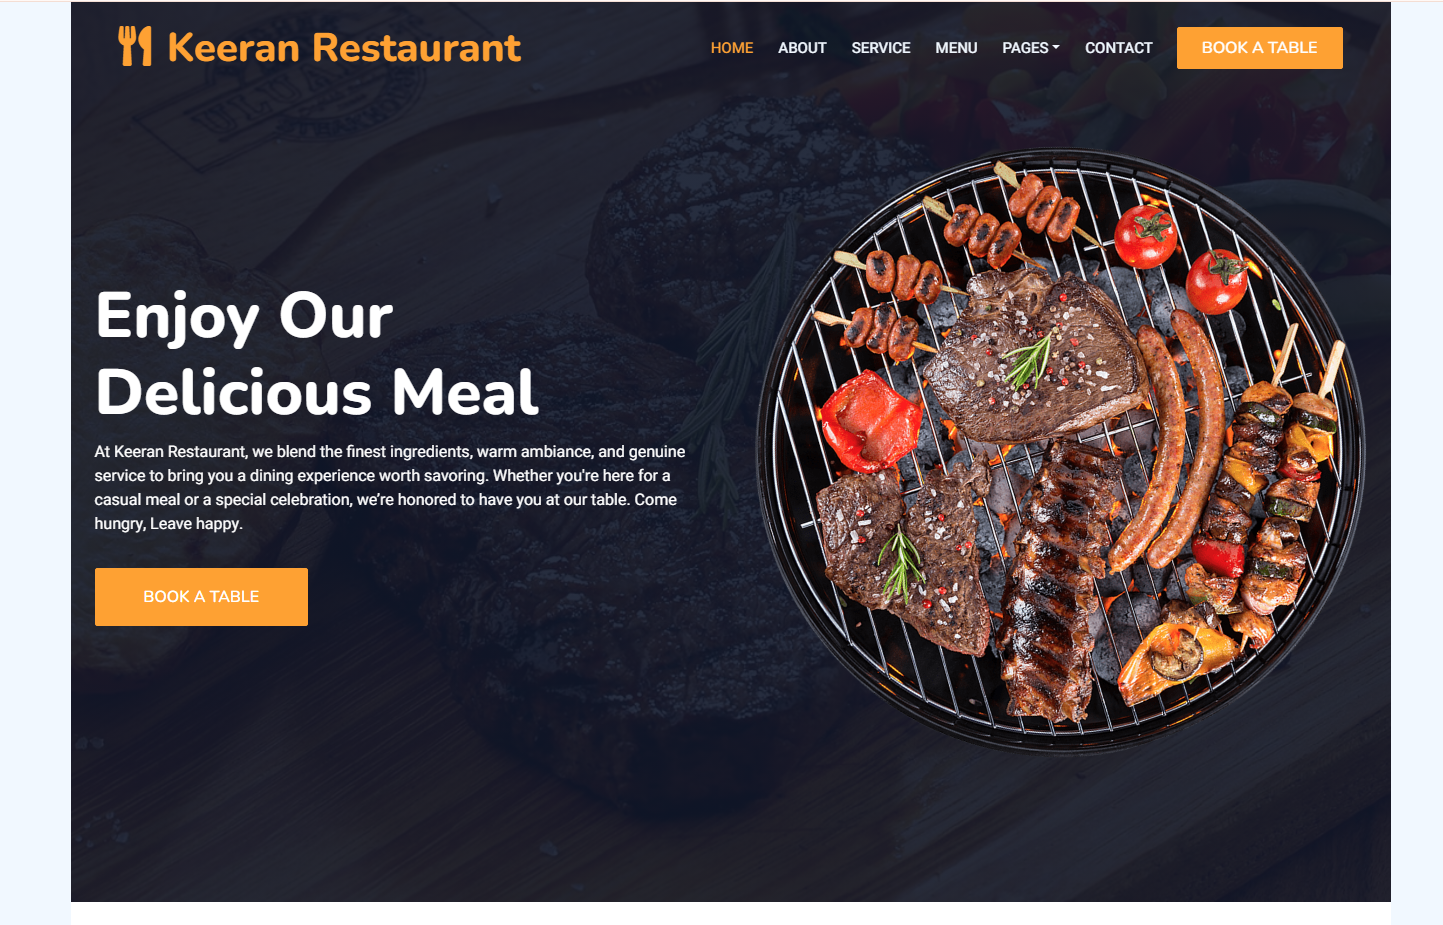 Keeran Restaurant
HOME ABOUT SERVICE MENU PAGES CONTACT BOOK A TABLE
Enjoy Our
Delicious Meal
At Keeran Restaurant, we blend the finest ingredients, warm ambiance, and genuine
service to bring you a dining experience worth savoring. Whether you're here for a
casual meal or a special celebration, we’re honored to have you at our table. Come
hungry, Leave happy.
BOOK A TABLE